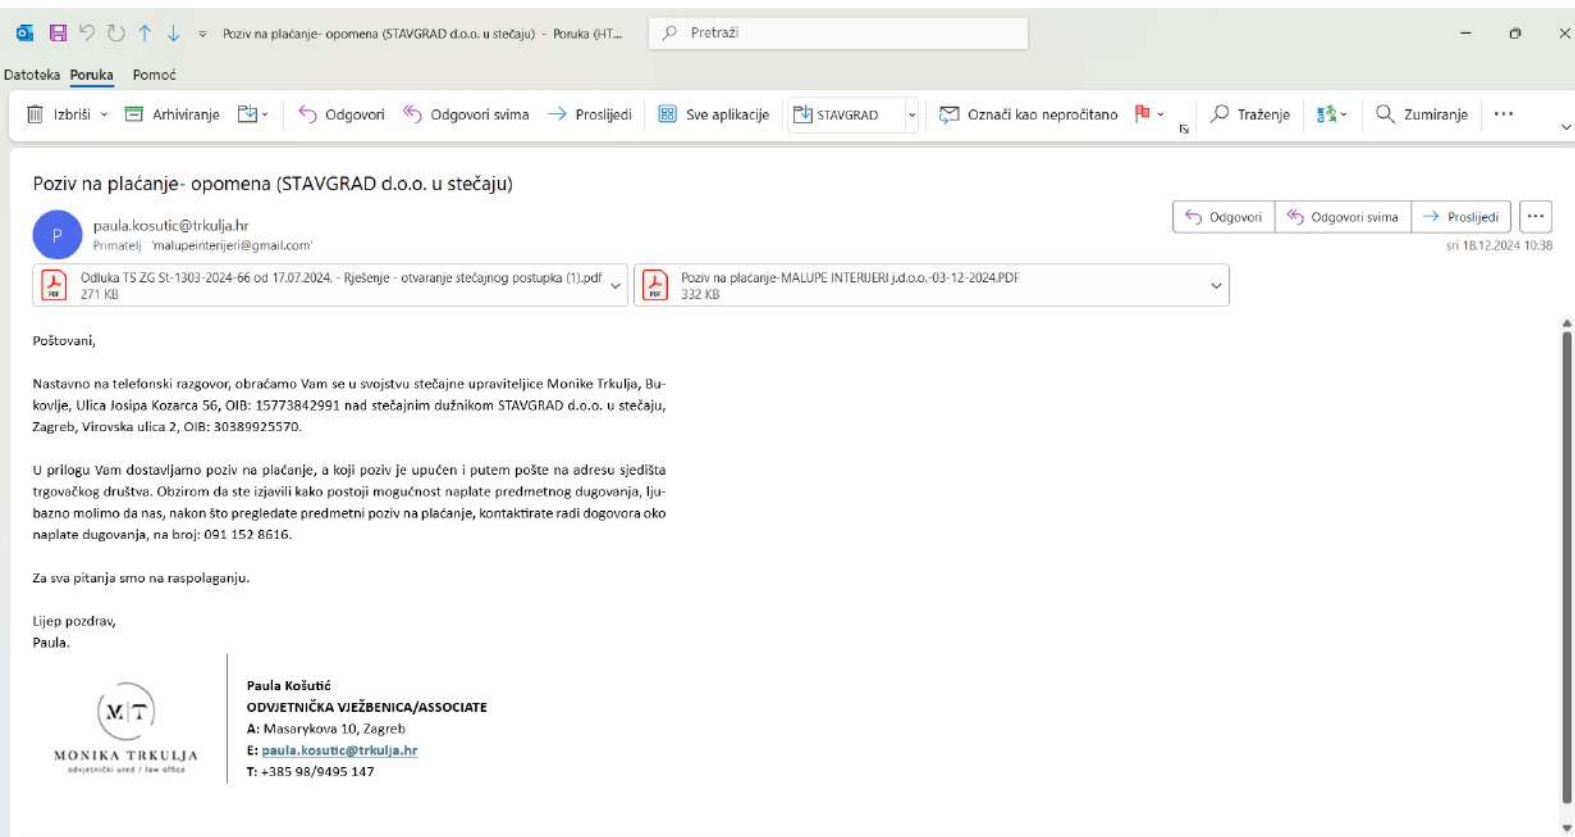 Poziv na plaćanje- opomena (STAVGRAD d.o.o. u stečaju) - Poruka (HT...
Pretraži
Datoteka Poruka Pomoć
Izbriši Arhiviranje Odgovori Odgovori svima Proslijedi Sve aplikacije STAVGRAD Označi kao nepročitano Traženje Zumiranje ...
Poziv na plaćanje- opomena (STAVGRAD d.o.o. u stečaju)
P
paula.kosutic@trkulja.hr
Primatelj 'malupeinterijeri@gmail.com'
Odgovori Odgovori svima Proslijedi ...
sri 18.12.2024 10:38
Odluka TS ZG St-1303-2024-66 od 17.07.2024. - Rješenje - otvaranje stečajnog postupka (1).pdf
271 KB
Poziv na plaćanje-MALUPE INTERIJERI j.d.o.o.-03-12-2024.PDF
332 KB
Poštovani,
Nastavno na telefonski razgovor, obraćamo Vam se u svojstvu stečajne upraviteljice Monike Trkulja, Bu-
kovlje, Ulica Josipa Kozarca 56, OIB: 15773842991 nad stečajnim dužnikom STAVGRAD d.o.o. u stečaju,
Zagreb, Virovska ulica 2, OIB: 30389925570.
U prilogu Vam dostavljamo poziv na plaćanje, a koji poziv je upućen i putem pošte na adresu sjedišta
trgovačkog društva. Obzirom da ste izjavili kako postoji mogućnost naplate predmetnog dugovanja, lju-
bazno molimo da nas, nakon što pregledate predmetni poziv na plaćanje, kontaktirate radi dogovora oko
naplate dugovanja, na broj: 091 152 8616.
Za sva pitanja smo na raspolaganju.
Lijep pozdrav,
Paula.
M|T
MONIKA TRKULJA
odvjetnički ured / law office
Paula Košutić
ODVJETNIČKA VJEŽBENICA/ASSOCIATE
A: Masarykova 10, Zagreb
E: paula.kosutic@trkulja.hr
T: +385 98/9495 147